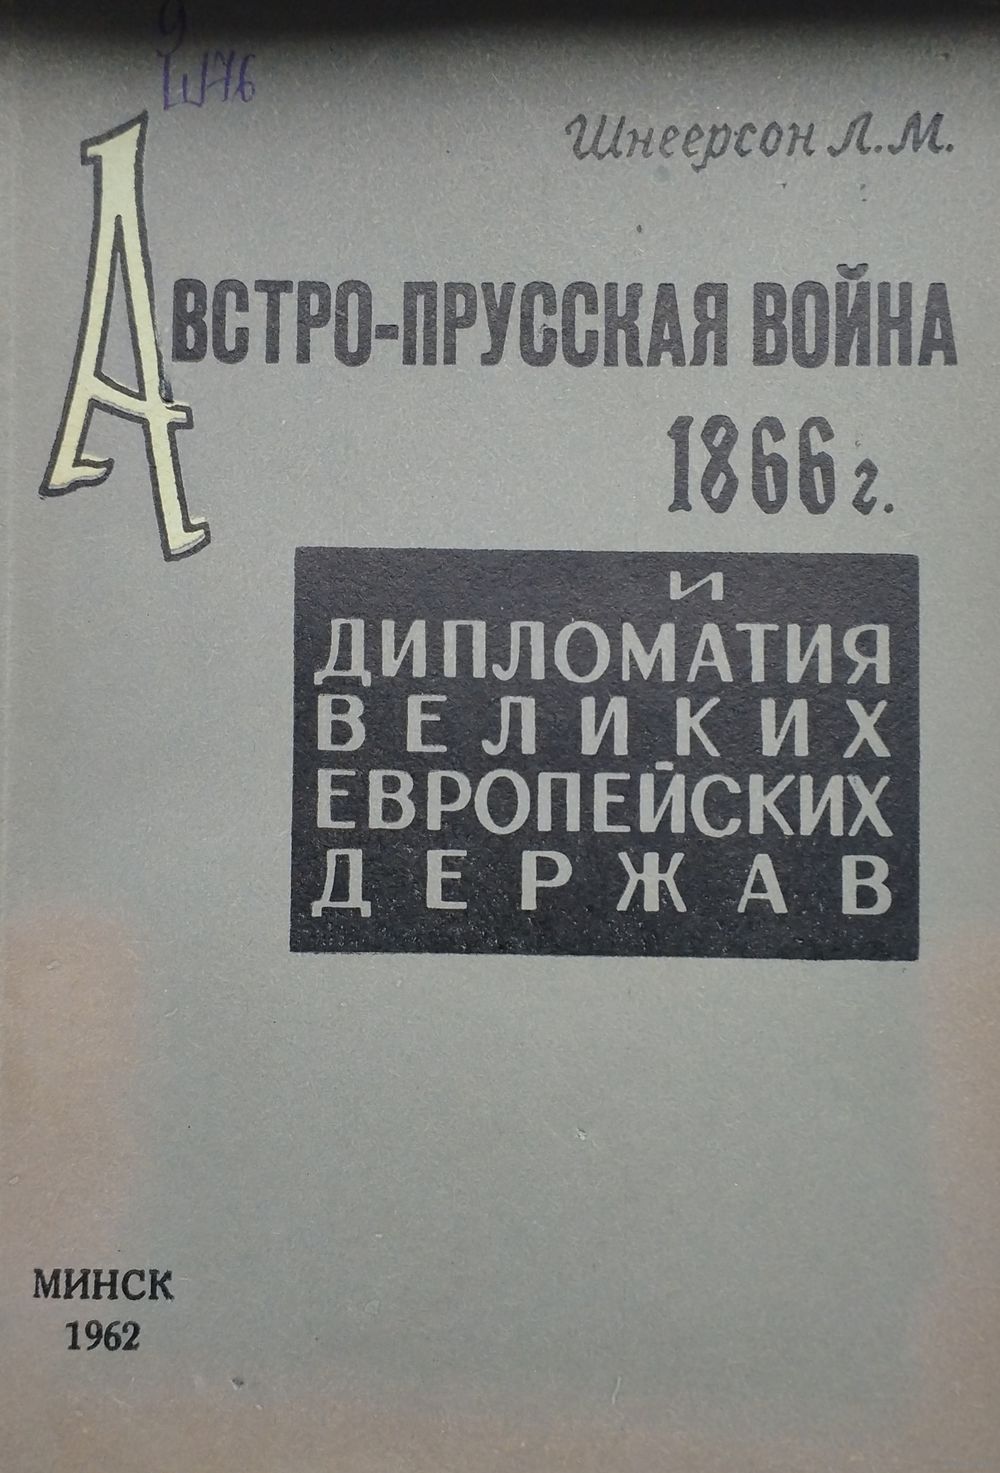 9
Ш76
Шнеерсон Л.М.
АВСТРО-ПРУССКАЯ ВОЙНА
1866 г.
И
ДИПЛОМАТИЯ
ВЕЛИКИХ
ЕВРОПЕЙСКИХ
ДЕРЖАВ
МИНСК
1962